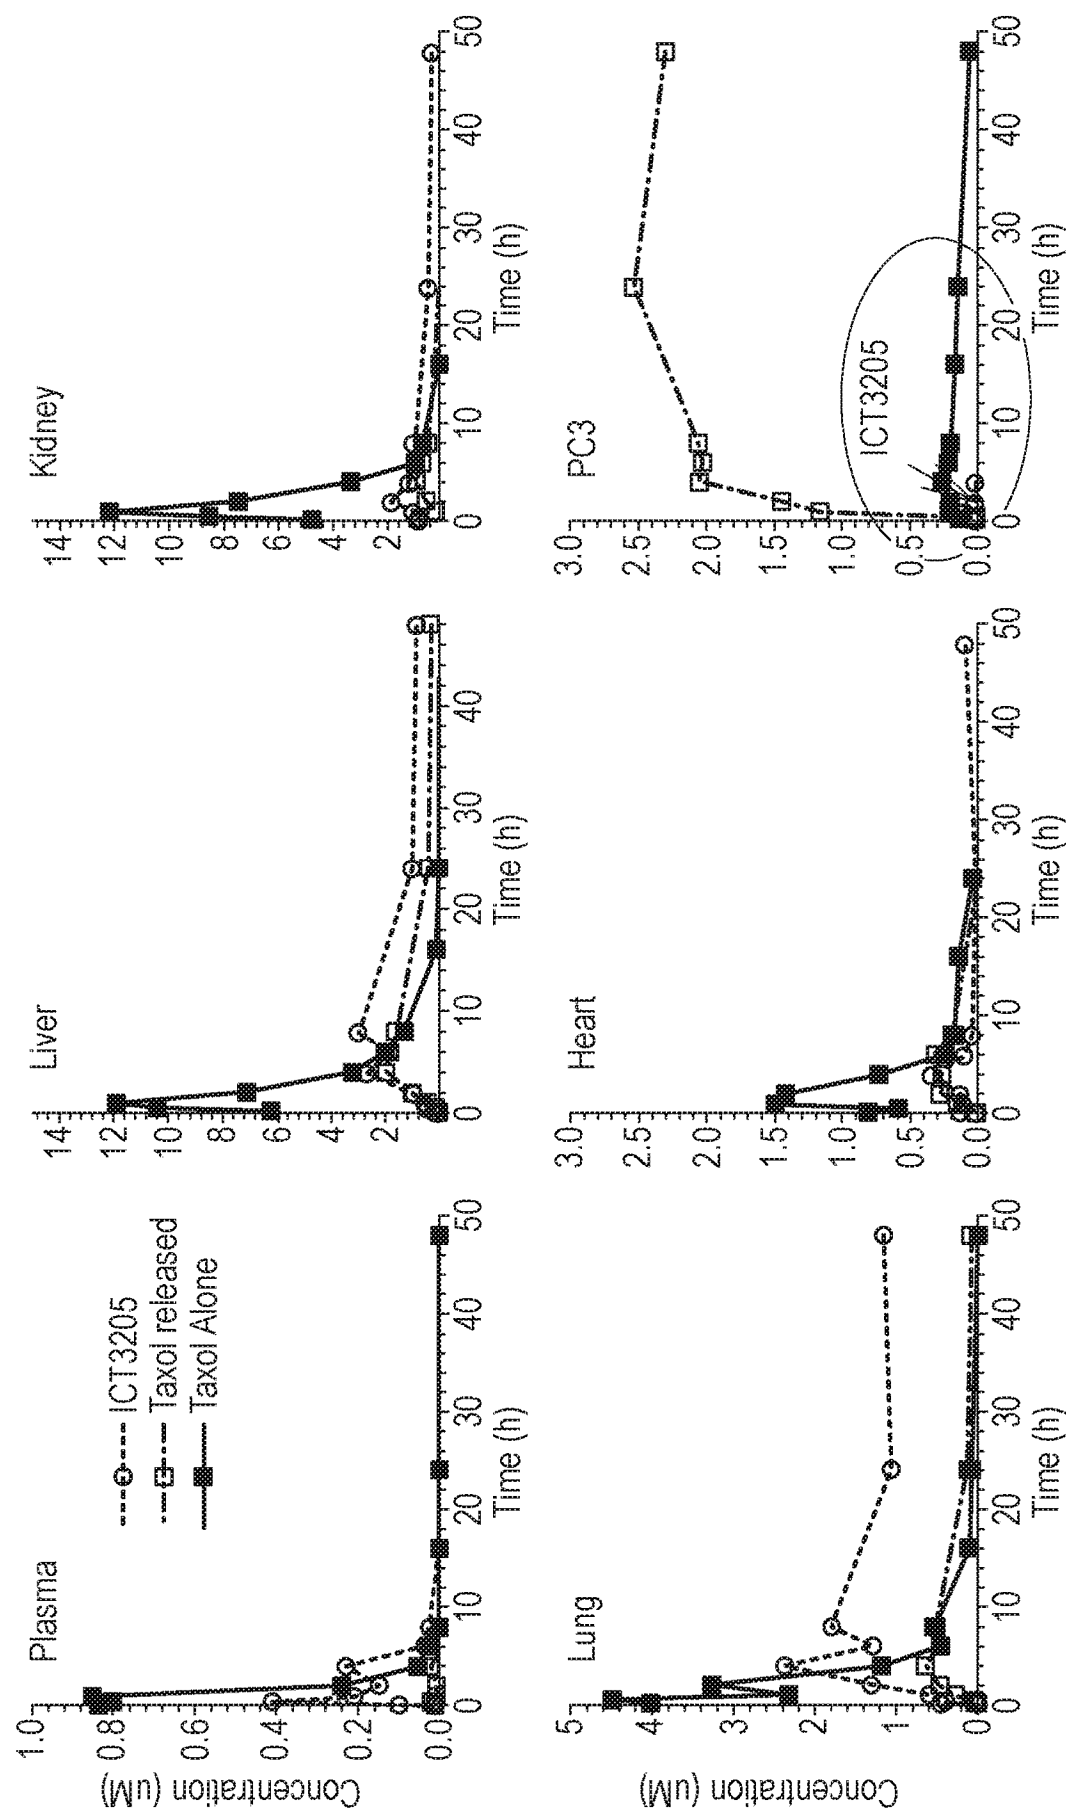 Plasma
ICT3205
Taxol released
Taxol Alone
Concentration (uM)
1.0
0.8
0.6
0.4
0.2
0.0
0 10 20 30 40 50
Time (h)
Liver
14
12
10
8
6
4
2
0 10 20 30 40
Time (h)
Kidney
14
12
10
8
6
4
2
0 10 20 30 40 50
Time (h)
Lung
Concentration (uM)
5
4
3
2
1
0
0 10 20 30 40 50
Time (h)
Heart
3.0
2.5
2.0
1.5
1.0
0.5
0.0
0 10 20 30 40 50
Time (h)
PC3
ICT3205
3.0
2.5
2.0
1.5
1.0
0.5
0.0
0 10 20 30 40 50
Time (h)